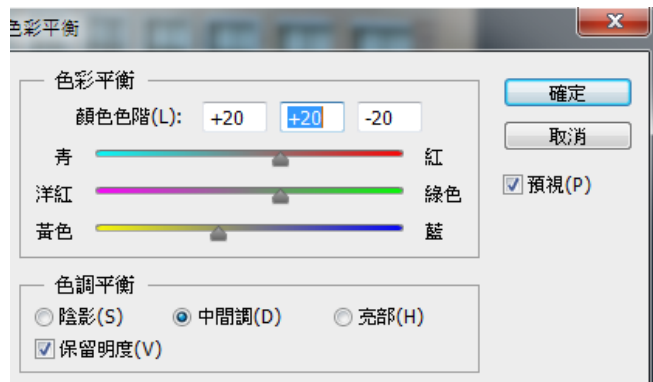 色彩平衡
色彩平衡
顏色色階(L): +20 +20 -20
青 紅
洋紅 綠色
黃色 藍
色調平衡
陰影(S) 中間調(D) 亮部(H)
保留明度(V)
確定
取消
預視(P)